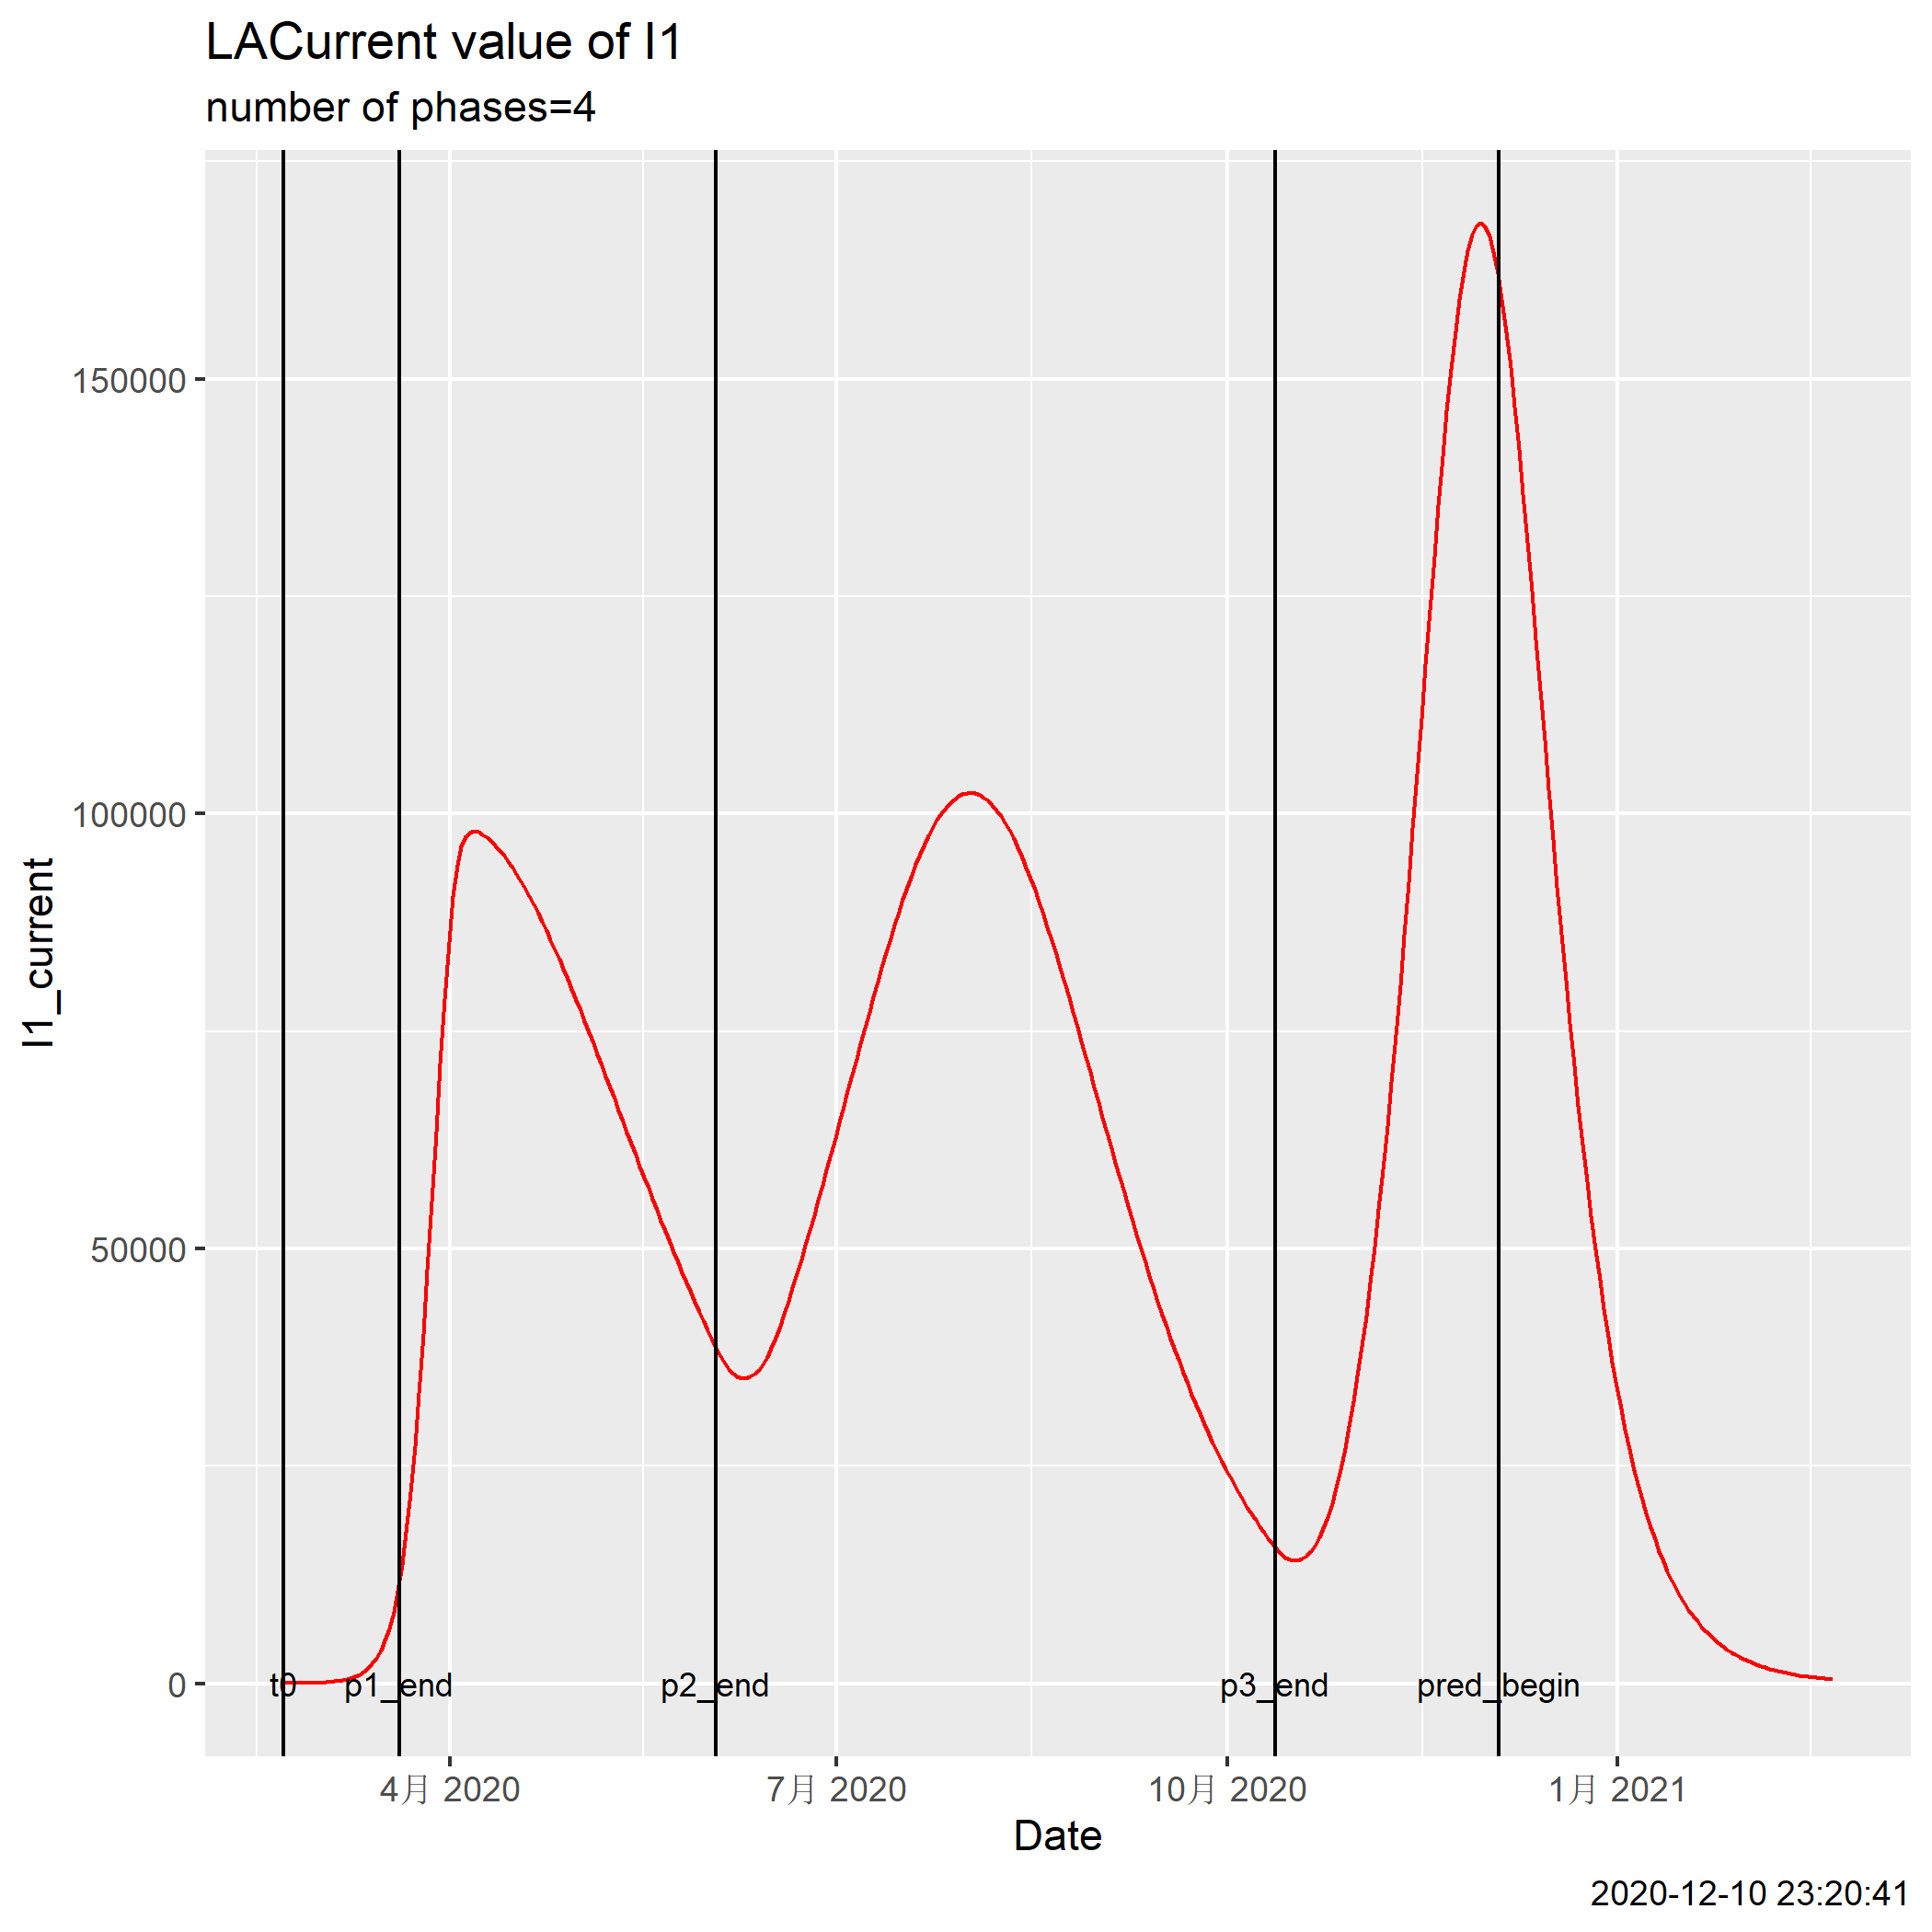 LACurrent value of I1
number of phases=4
I1_current
150000
100000
50000
0
t0 p1_end p2_end p3_end pred_begin
4月 2020 7月 2020 10月 2020 1月 2021
Date
2020-12-10 23:20:41